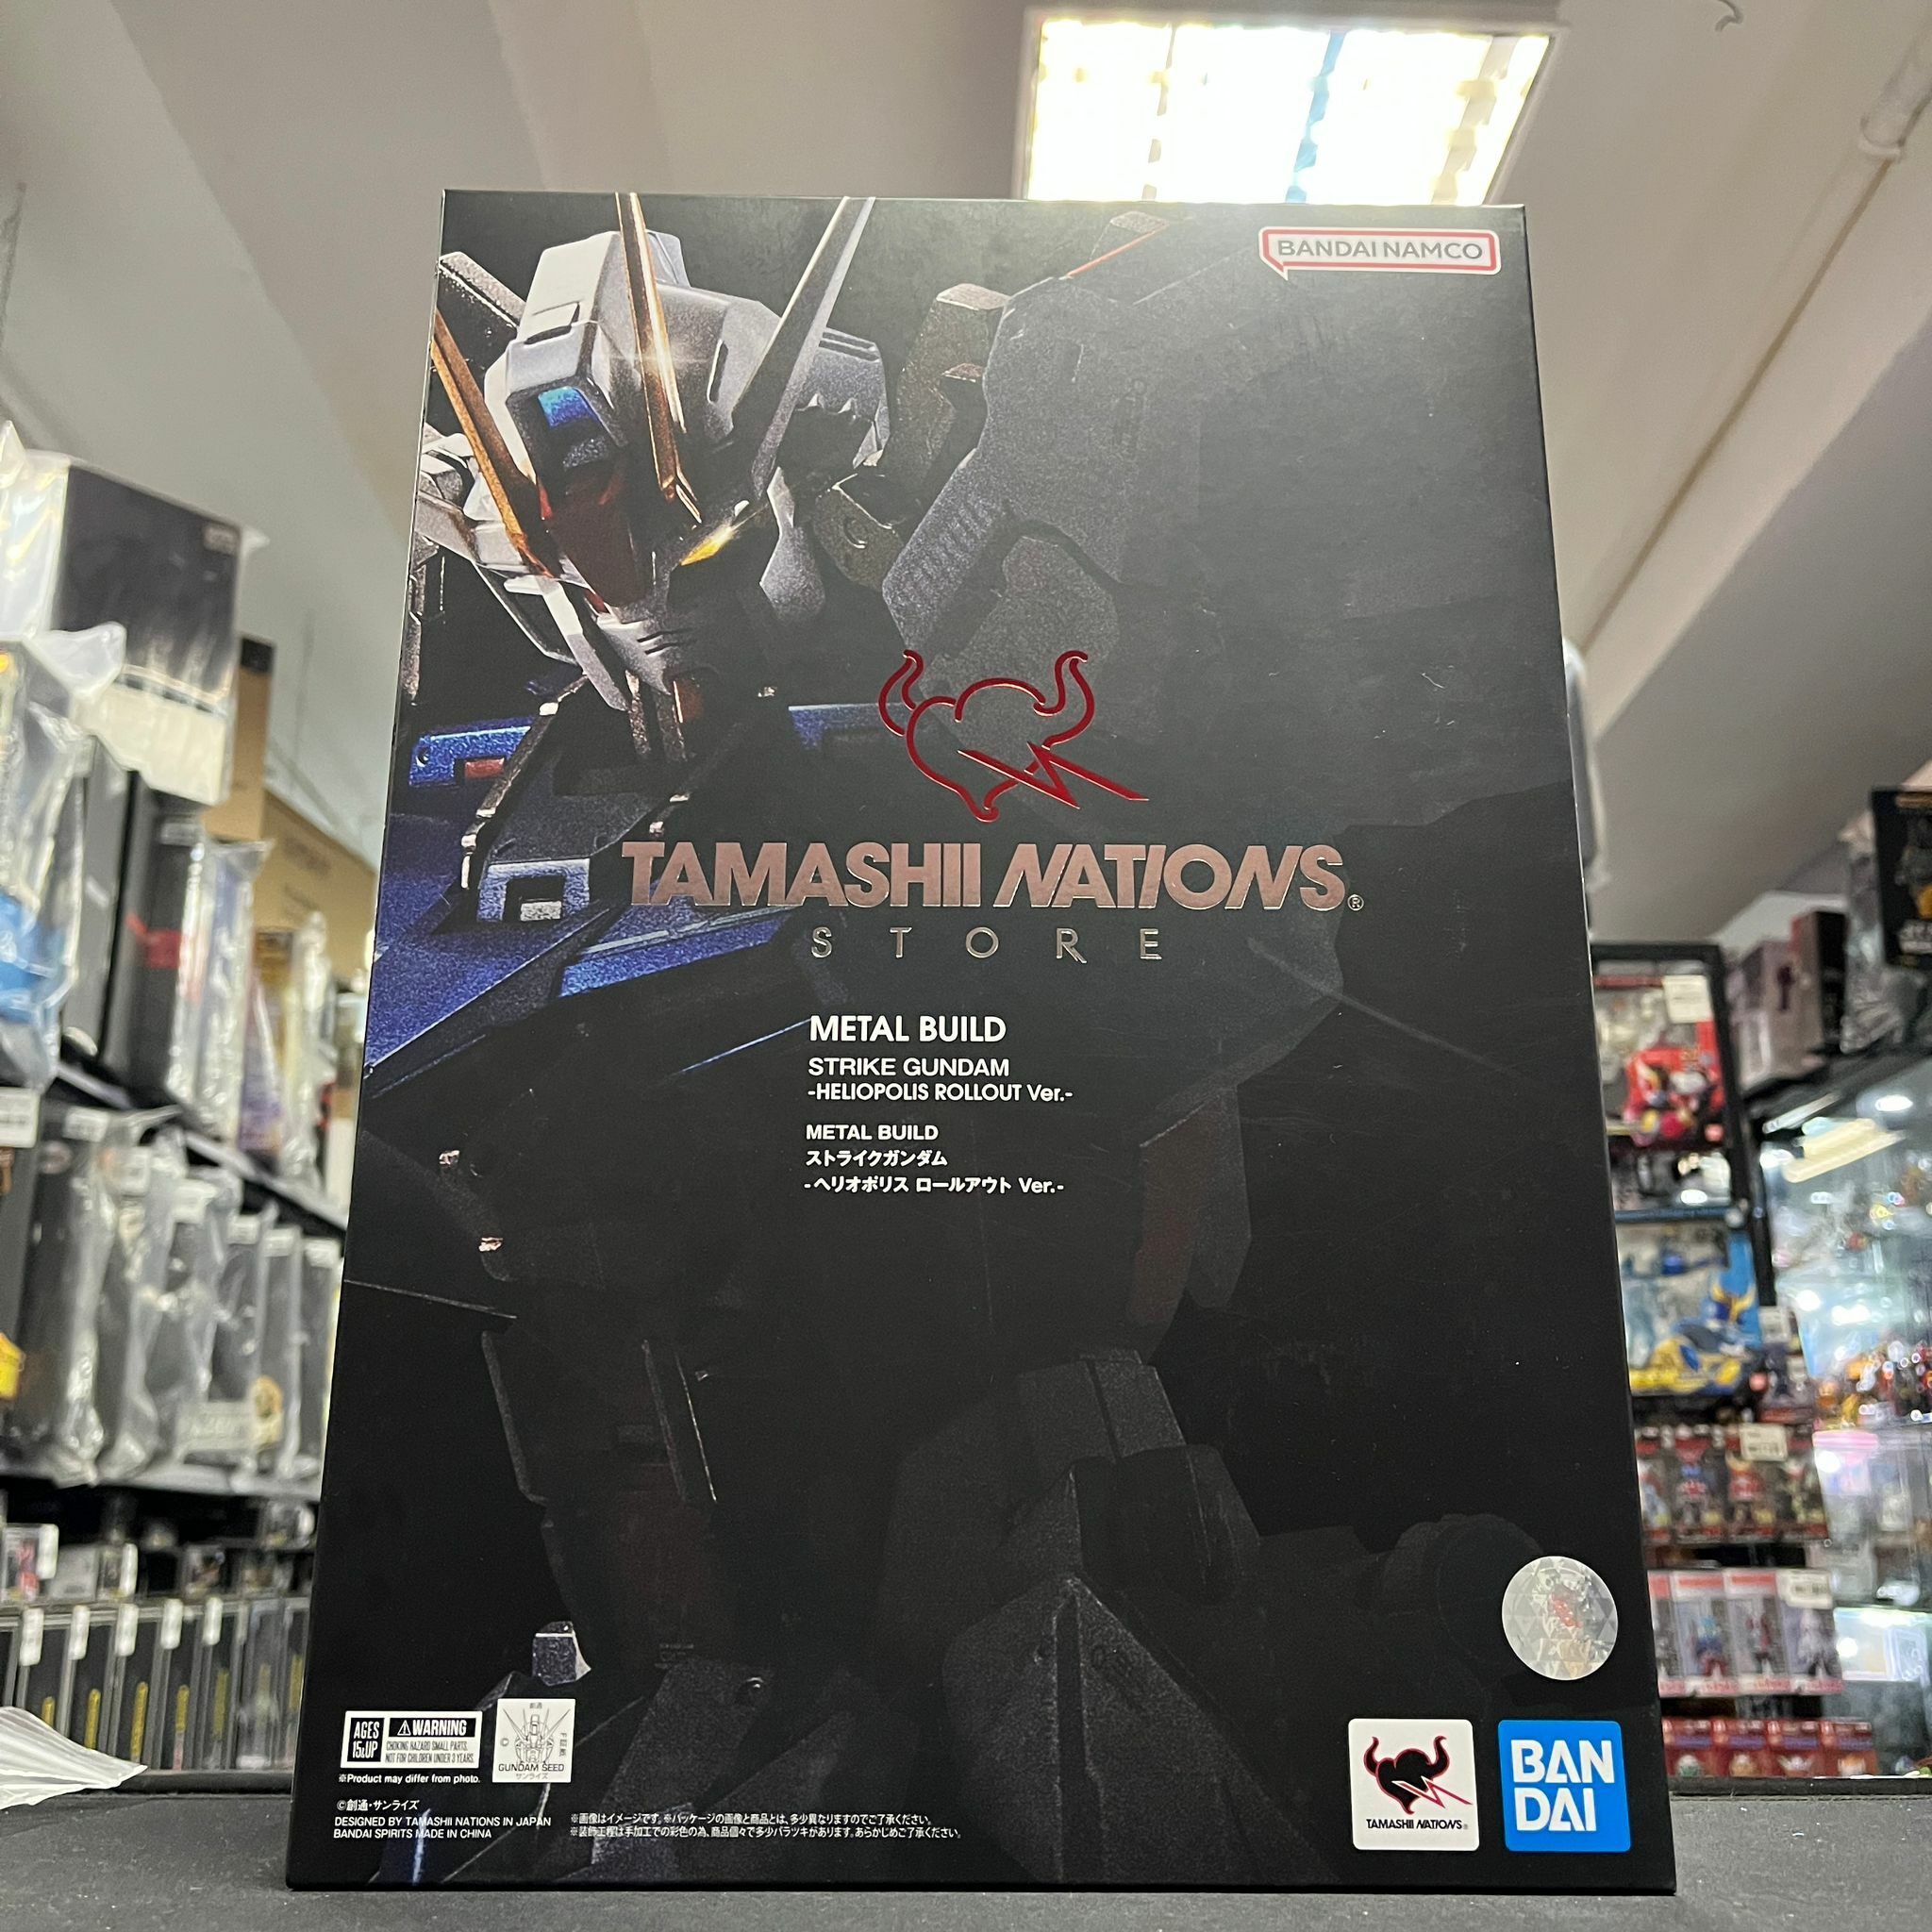 BANDAI NAMCO
TAMASHII NATIONS®
STORE
METAL BUILD
STRIKE GUNDAM
-HELIOPOLIS ROLLOUT Ver.-
METAL BUILD
ストライクガンダム
-ヘリオポリス ロールアウト Ver.-
AGES
15&UP
⚠WARNING
CHOKING HAZARD SMALL PARTS.
NOT FOR CHILDREN UNDER 3 YEARS.
※Product may differ from photo.
創通
©
GUNDAM SEED
サンライズ
©創通・サンライズ
DESIGNED BY TAMASHII NATIONS IN JAPAN
BANDAI SPIRITS MADE IN CHINA
※画像はイメージです。※パッケージの画像と商品とは、多少異なりますのでご了承ください。
※装飾工程は手加工での彩色の為、商品個々で多少バラツキがあります。あらかじめご了承ください。
TAMASHII NATIONS®
BAN
DAI